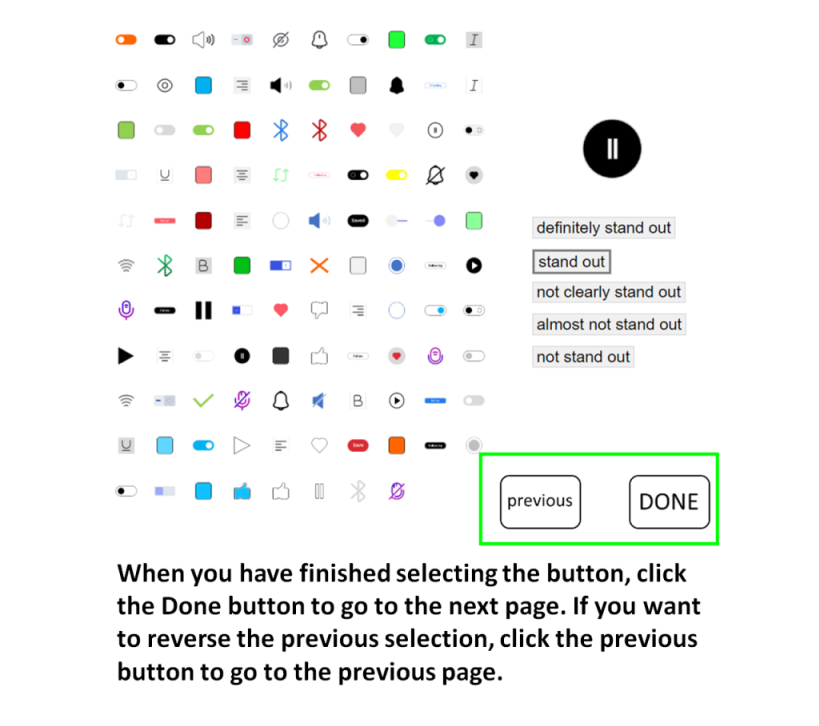 Saved
definitely stand out
stand out
not clearly stand out
almost not stand out
not stand out
Save
previous
DONE
When you have finished selecting the button, click
the Done button to go to the next page. If you want
to reverse the previous selection, click the previous
button to go to the previous page.